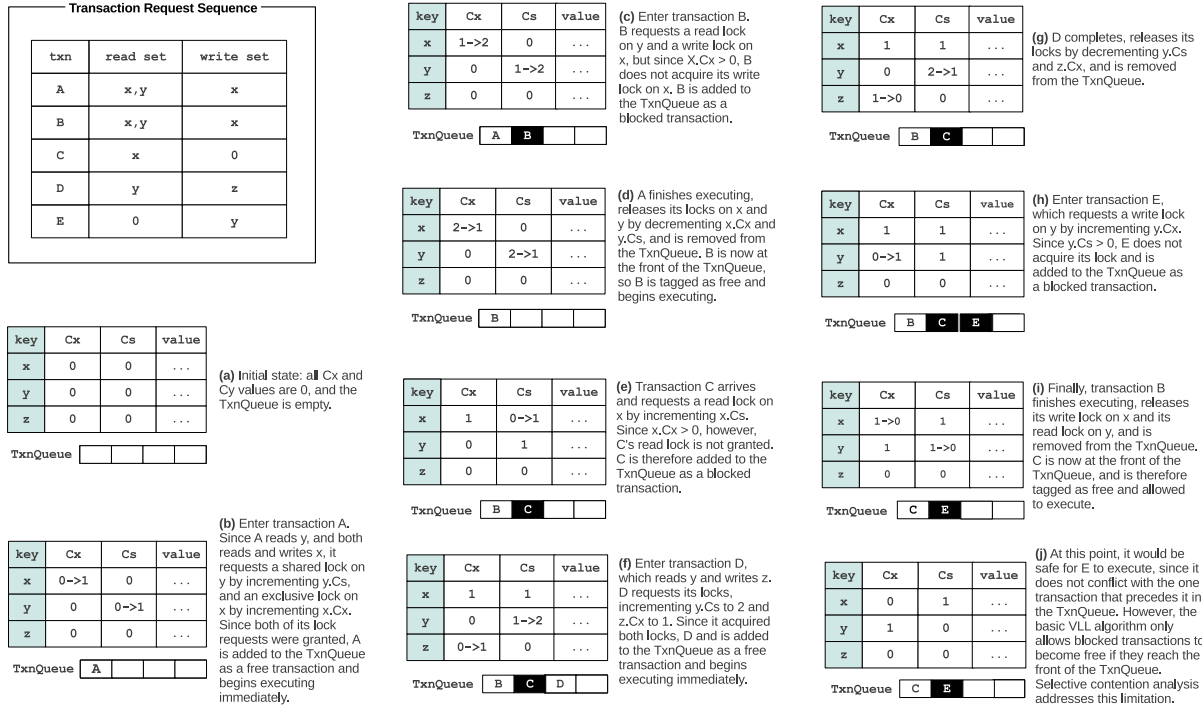 Transaction Request Sequence
txn read set write set
A x,y x
B x,y x
C x 0
D y z
E 0 y
key Cx Cs value
x 0 0 ...
y 0 0 ...
z 0 0 ...
TxnQueue
(a) Initial state: all Cx and
Cy values are 0, and the
TxnQueue is empty.
key Cx Cs value
x 0->1 0 ...
y 0 0->1 ...
z 0 0 ...
TxnQueue A
(b) Enter transaction A.
Since A reads y, and both
reads and writes x, it
requests a shared lock on
y by incrementing y.Cs,
and an exclusive lock on
x by incrementing x.Cx.
Since both of its lock
requests were granted, A
is added to the TxnQueue
as a free transaction and
begins executing
immediately.
key Cx Cs value
x 1->2 0 ...
y 0 1->2 ...
z 0 0 ...
TxnQueue A B
(c) Enter transaction B.
B requests a read lock
on y and a write lock on
x, but since X.Cx > 0, B
does not acquire its write
lock on x. B is added to
the TxnQueue as a
blocked transaction.
key Cx Cs value
x 2->1 0 ...
y 0 2->1 ...
z 0 0 ...
TxnQueue B
(d) A finishes executing,
releases its locks on x and
y by decrementing x.Cx and
y.Cs, and is removed from
the TxnQueue. B is now at
the front of the TxnQueue,
so B is tagged as free and
begins executing.
key Cx Cs value
x 1 0->1 ...
y 0 1 ...
z 0 0 ...
TxnQueue B C
(e) Transaction C arrives
and requests a read lock on
x by incrementing x.Cs.
Since x.Cx > 0, however,
C's read lock is not granted.
C is therefore added to the
TxnQueue as a blocked
transaction.
key Cx Cs value
x 1 1 ...
y 0 1->2 ...
z 0->1 0 ...
TxnQueue B C D
(f) Enter transaction D,
which reads y and writes z.
D requests its locks,
incrementing y.Cs to 2 and
z.Cx to 1. Since it acquired
both locks, D and is added
to the TxnQueue as a free
transaction and begins
executing immediately.
key Cx Cs value
x 1 1 ...
y 0 2->1 ...
z 1->0 0 ...
TxnQueue B C
(g) D completes, releases its
locks by decrementing y.Cs
and z.Cx, and is removed
from the TxnQueue.
key Cx Cs value
x 1 1 ...
y 0->1 1 ...
z 0 0 ...
TxnQueue B C E
(h) Enter transaction E,
which requests a write lock
on y by incrementing y.Cx.
Since y.Cs > 0, E does not
acquire its lock and is
added to the TxnQueue as
a blocked transaction.
key Cx Cs value
x 1->0 1 ...
y 1 1->0 ...
z 0 0 ...
TxnQueue C E
(i) Finally, transaction B
finishes executing, releases
its write lock on x and its
read lock on y, and is
removed from the TxnQueue.
C is now at the front of the
TxnQueue, and is therefore
tagged as free and allowed
to execute.
key Cx Cs value
x 0 1 ...
y 1 0 ...
z 0 0 ...
TxnQueue C E
(j) At this point, it would be
safe for E to execute, since it
does not conflict with the one
transaction that precedes it in
the TxnQueue. However, the
basic VLL algorithm only
allows blocked transactions to
become free if they reach the
front of the TxnQueue.
Selective contention analysis
addresses this limitation.